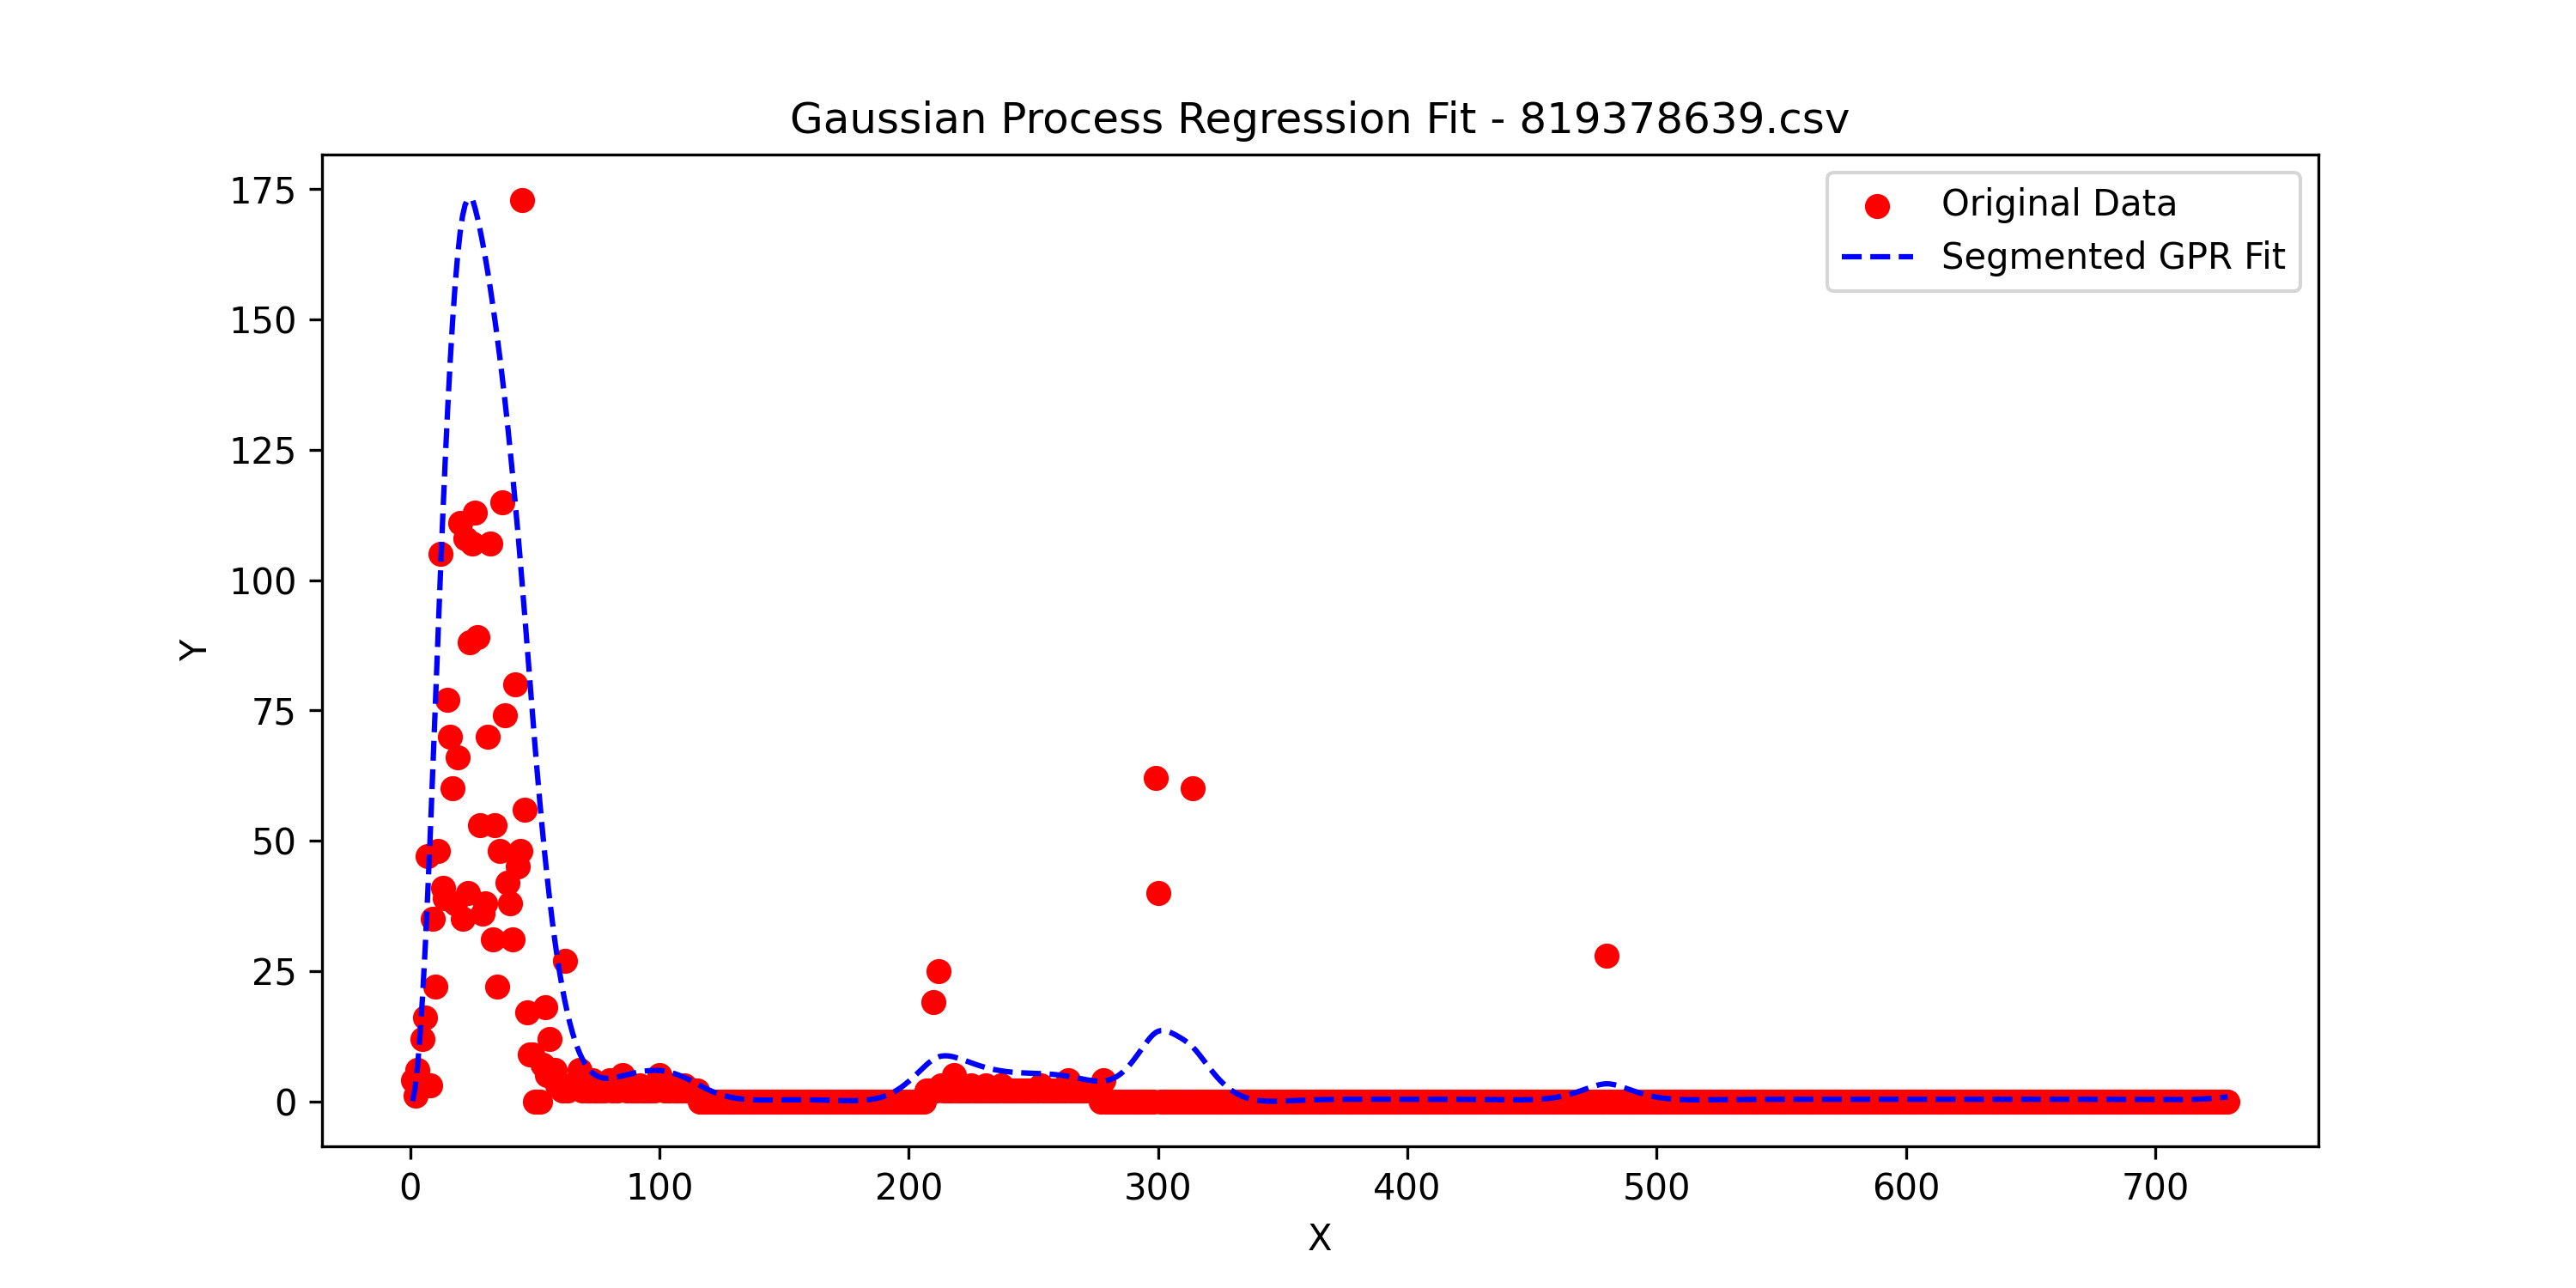 Gaussian Process Regression Fit - 819378639.csv
Original Data
Segmented GPR Fit
175
150
125
100
75
50
25
0
Y
0 100 200 300 400 500 600 700
X